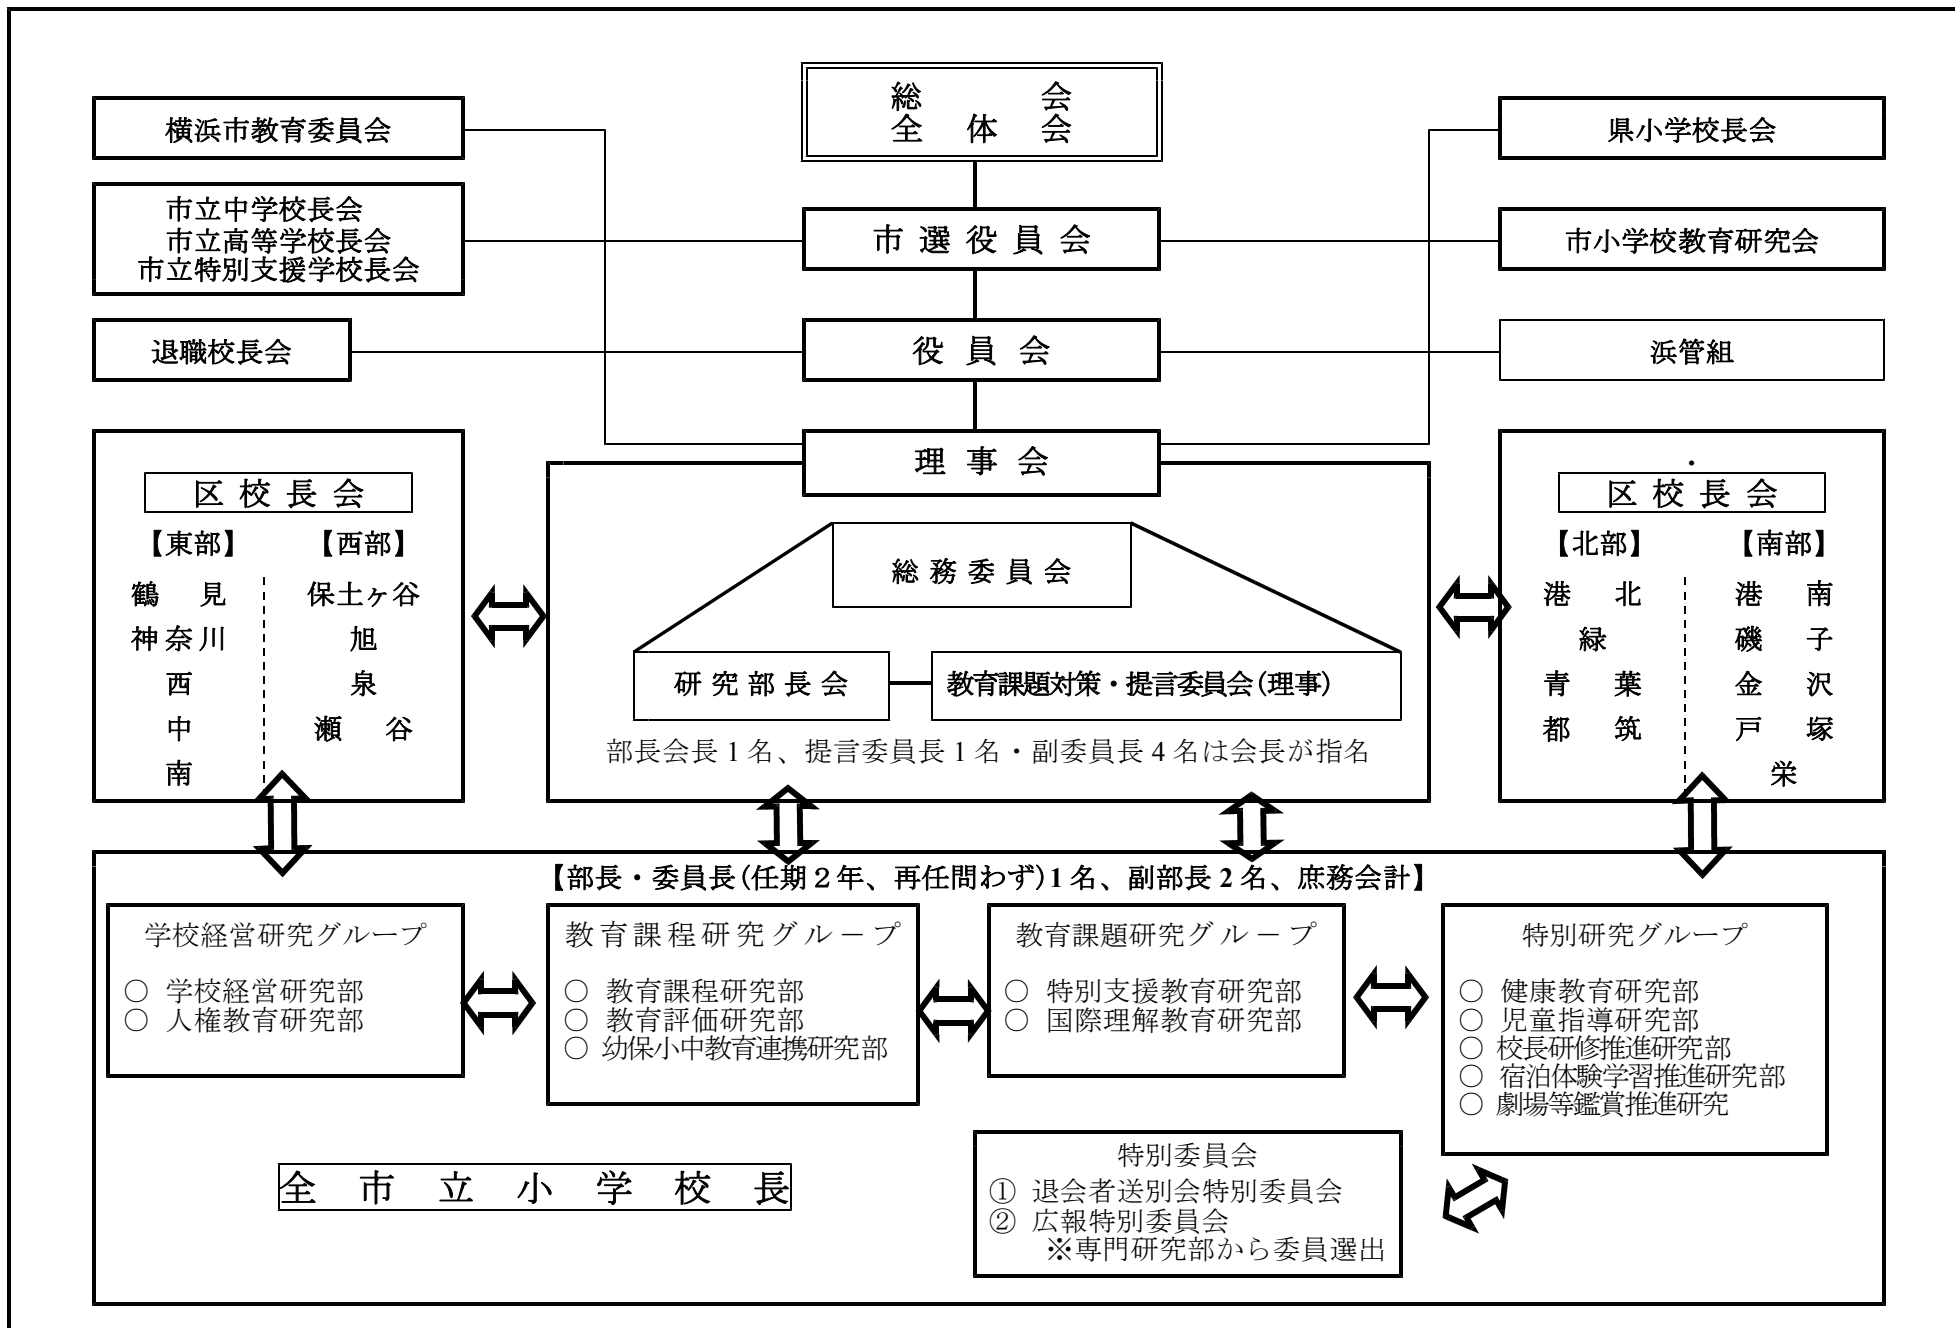 総　会
全　体　会
横浜市教育委員会
県小学校長会
市立中学校長会
市立高等学校長会
市立特別支援学校長会
市選役員会
市小学校教育研究会
退職校長会
役員会
浜管組
理事会
区校長会
【東部】　【西部】
鶴見　保土ヶ谷
神奈川　旭
西　泉
中　瀬谷
南
総務委員会
研究部長会
教育課題対策・提言委員会(理事)
部長会長1名、提言委員長1名・副委員長4名は会長が指名
・
区校長会
【北部】　【南部】
港北　港南
緑　磯子
青葉　金沢
都筑　戸塚
栄
【部長・委員長(任期２年、再任問わず)1名、副部長2名、庶務会計】
学校経営研究グループ
○ 学校経営研究部
○ 人権教育研究部
教育課程研究グループ
○ 教育課程研究部
○ 教育評価研究部
○ 幼保小中教育連携研究部
教育課題研究グループ
○ 特別支援教育研究部
○ 国際理解教育研究部
特別研究グループ
○ 健康教育研究部
○ 児童指導研究部
○ 校長研修推進研究部
○ 宿泊体験学習推進研究部
○ 劇場等鑑賞推進研究
全市立小学校長
特別委員会
① 退会者送別会特別委員会
② 広報特別委員会
※専門研究部から委員選出